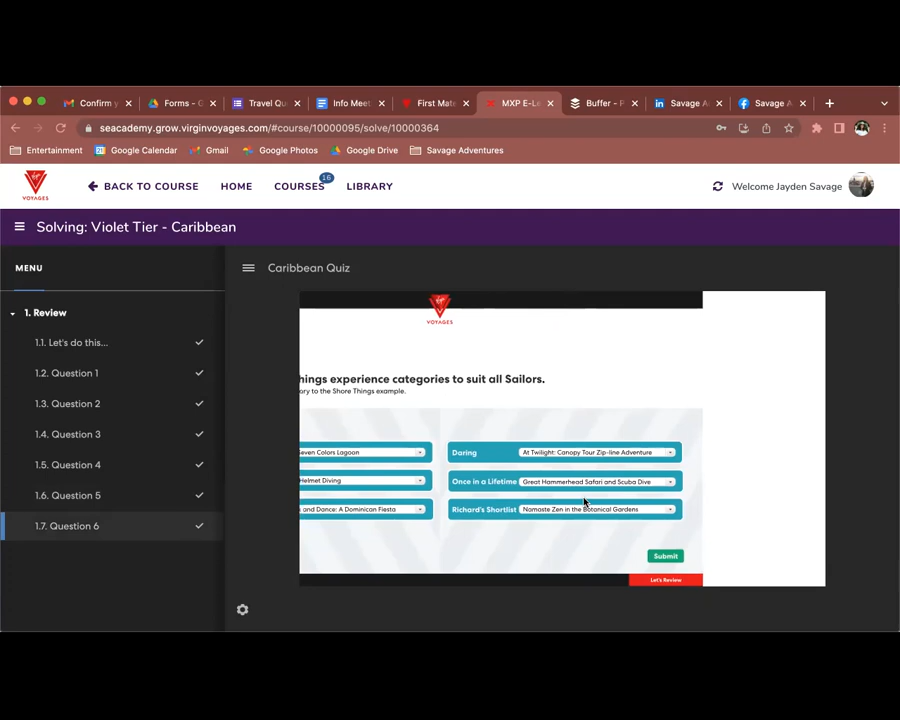 Confirm y
Forms - G
Travel Qu
Info Meet
First Mate
MXP E-Le
Buffer - P
Savage Ad
Savage A
seacademy.grow.virginvoyages.com/#course/10000095/solve/10000364
Entertainment
Google Calendar
Gmail
Google Photos
Google Drive
Savage Adventures
VOYAGES
BACK TO COURSE
HOME
COURSES
16
LIBRARY
Welcome Jayden Savage
Solving: Violet Tier - Caribbean
MENU
Caribbean Quiz
1. Review
1.1. Let's do this...
1.2. Question 1
1.3. Question 2
1.4. Question 3
1.5. Question 4
1.6. Question 5
1.7. Question 6
VOYAGES
hings experience categories to suit all Sailors.
ory to the Shore Things example.
Seven Colors Lagoon
Daring
At Twilight: Canopy Tour Zip-line Adventure
Helmet Diving
Once in a Lifetime
Great Hammerhead Safari and Scuba Dive
s and Dance: A Dominican Fiesta
Richard's Shortlist
Namaste Zen in the Botanical Gardens
Submit
Let's Review